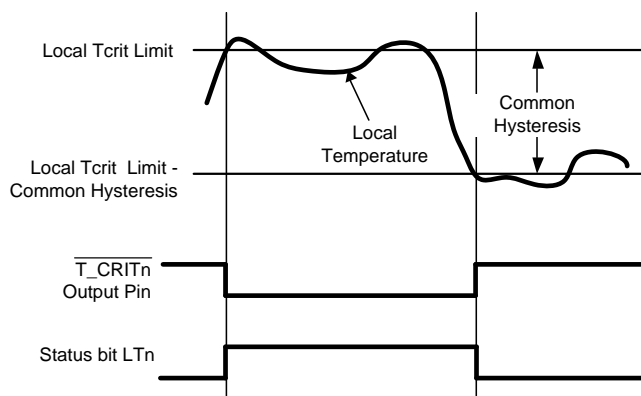 Local Tcrit Limit
Common
Hysteresis
Local
Temperature
Local Tcrit Limit -
Common Hysteresis
T_CRITn
Output Pin
Status bit LTn